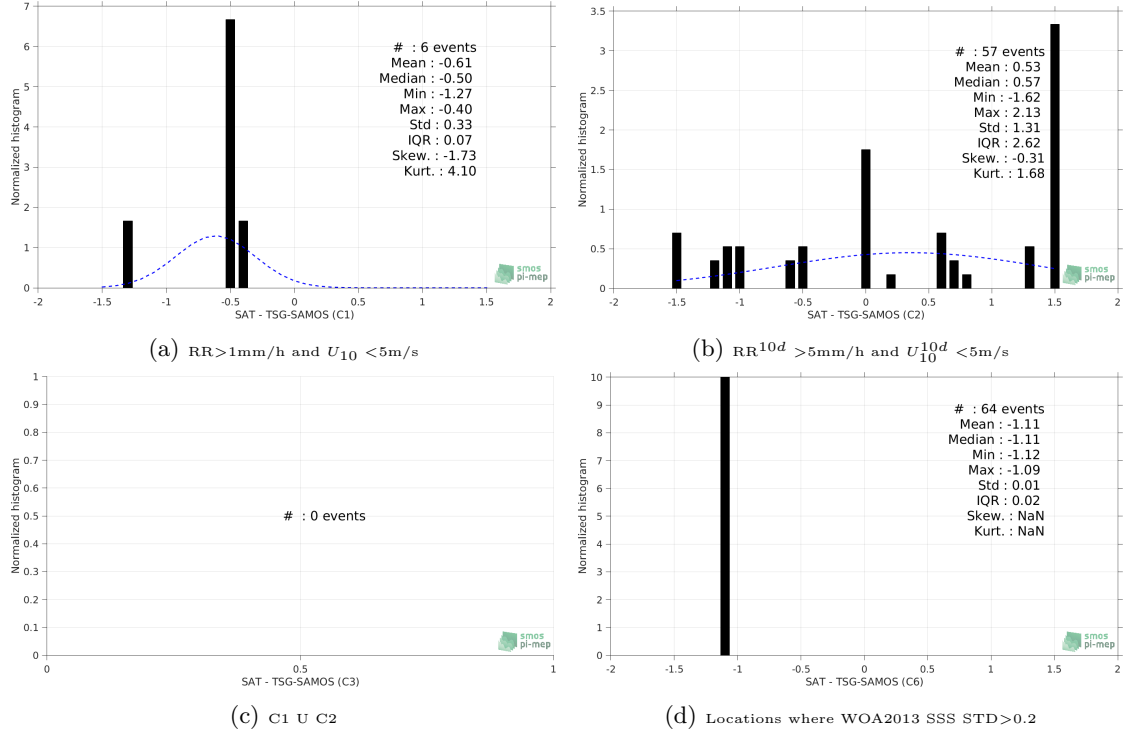 7
6
5
4
3
2
1
0
Normalized histogram
# : 6 events
Mean : -0.61
Median : -0.50
Min : -1.27
Max : -0.40
Std : 0.33
IQR : 0.07
Skew. : -1.73
Kurt. : 4.10
smos
pi-mep
-2 -1.5 -1 -0.5 0 0.5 1 1.5 2
SAT - TSG-SAMOS (C1)
(a) RR>1mm/h and U10 <5m/s
3.5
3
2.5
2
1.5
1
0.5
0
Normalized histogram
# : 57 events
Mean : 0.53
Median : 0.57
Min : -1.62
Max : 2.13
Std : 1.31
IQR : 2.62
Skew. : -0.31
Kurt. : 1.68
smos
pi-mep
-2 -1.5 -1 -0.5 0 0.5 1 1.5 2
SAT - TSG-SAMOS (C2)
(b) RR10d >5mm/h and U10d10 <5m/s
1
0.9
0.8
0.7
0.6
0.5
0.4
0.3
0.2
0.1
0
Normalized histogram
# : 0 events
smos
pi-mep
0 0.5 1
SAT - TSG-SAMOS (C3)
(c) C1 U C2
10
9
8
7
6
5
4
3
2
1
0
Normalized histogram
# : 64 events
Mean : -1.11
Median : -1.11
Min : -1.12
Max : -1.09
Std : 0.01
IQR : 0.02
Skew. : NaN
Kurt. : NaN
smos
pi-mep
-2 -1.5 -1 -0.5 0 0.5 1 1.5 2
SAT - TSG-SAMOS (C6)
(d) Locations where WOA2013 SSS STD>0.2